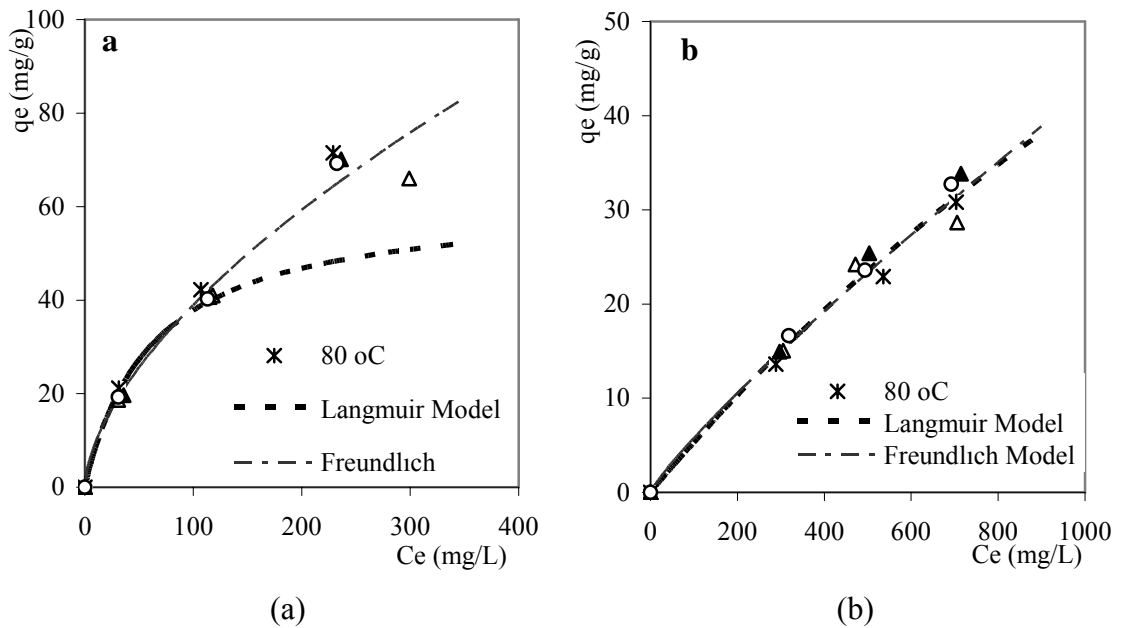 a
qe (mg/g)
100
80
60
40
20
0
0 100 200 300 400
Ce (mg/L)
80 oC
Langmuir Model
Freundlıch
(a)
b
qe (mg/g)
50
40
30
20
10
0
0 200 400 600 800 1000
Ce (mg/L)
80 oC
Langmuir Model
Freundlıch Model
(b)